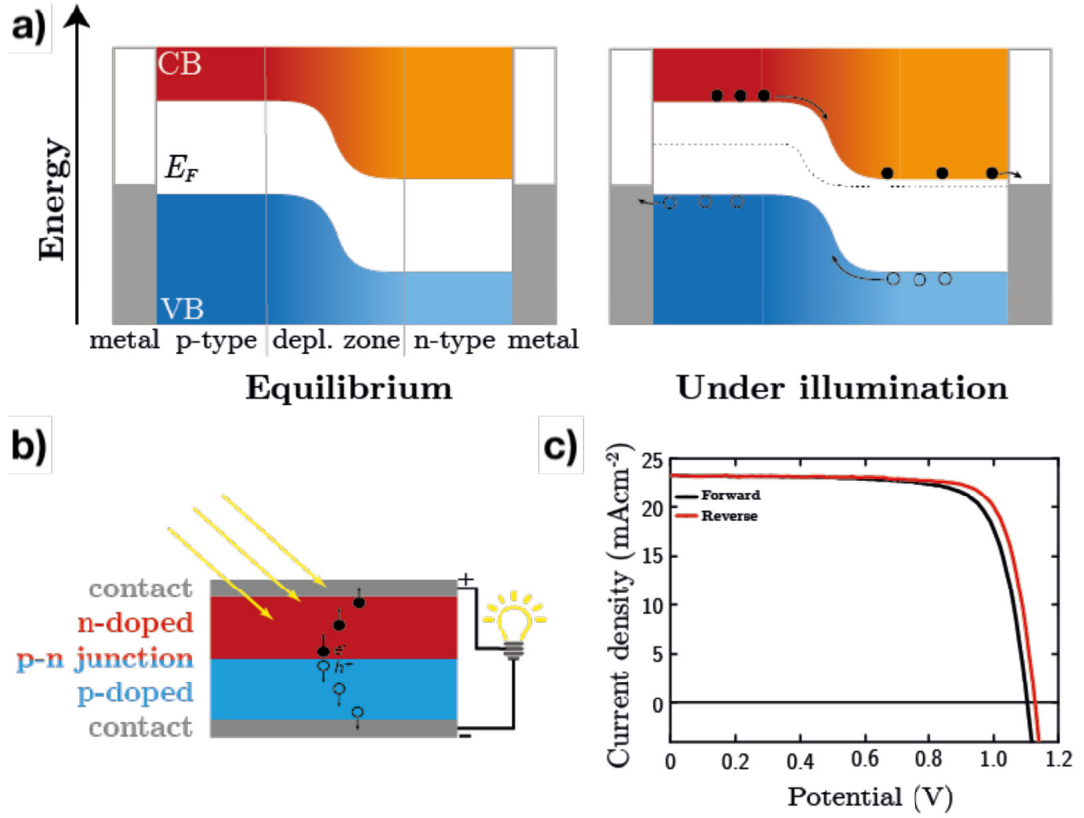 a)
Energy
CB
E_F
VB
metal p-type depl. zone n-type metal
Equilibrium
Under illumination
b)
contact
n-doped
p-n junction
p-doped
contact
+
h⁺
-
c)
Current density (mAcm⁻²)
25
20
15
10
5
0
Forward
Reverse
0 0.2 0.4 0.6 0.8 1.0 1.2
Potential (V)